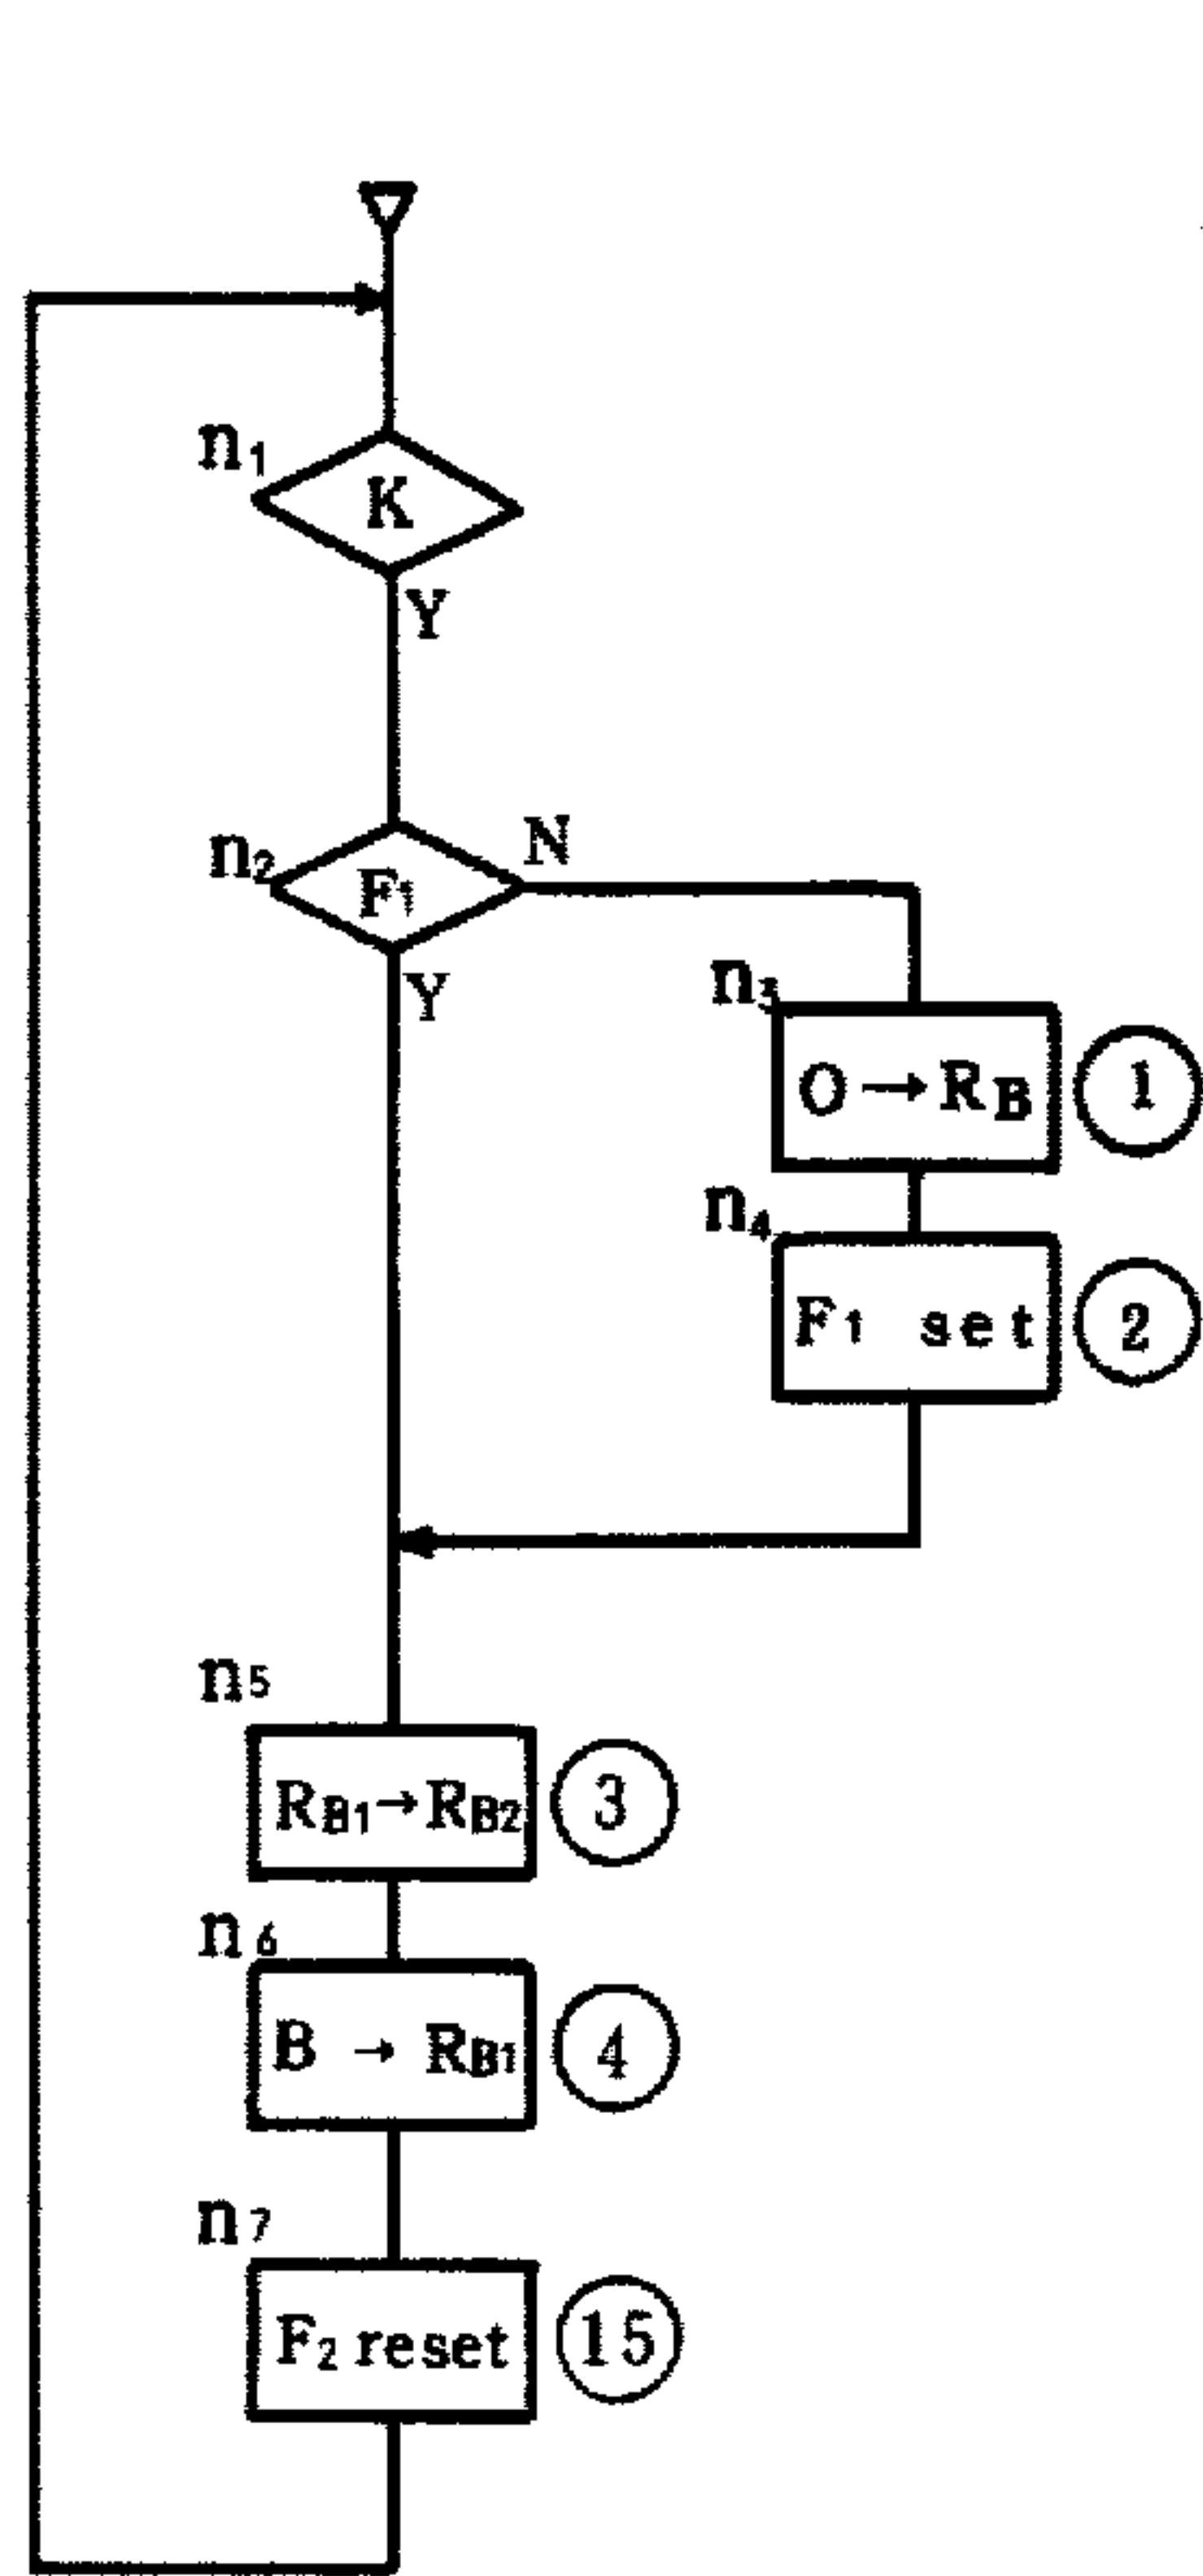 n1
K
Y
n2
F1
N
Y
n3
O → RB
1
n4
F1 set
2
n5
RB1→RB2
3
n6
B → RB1
4
n7
F2 reset
15